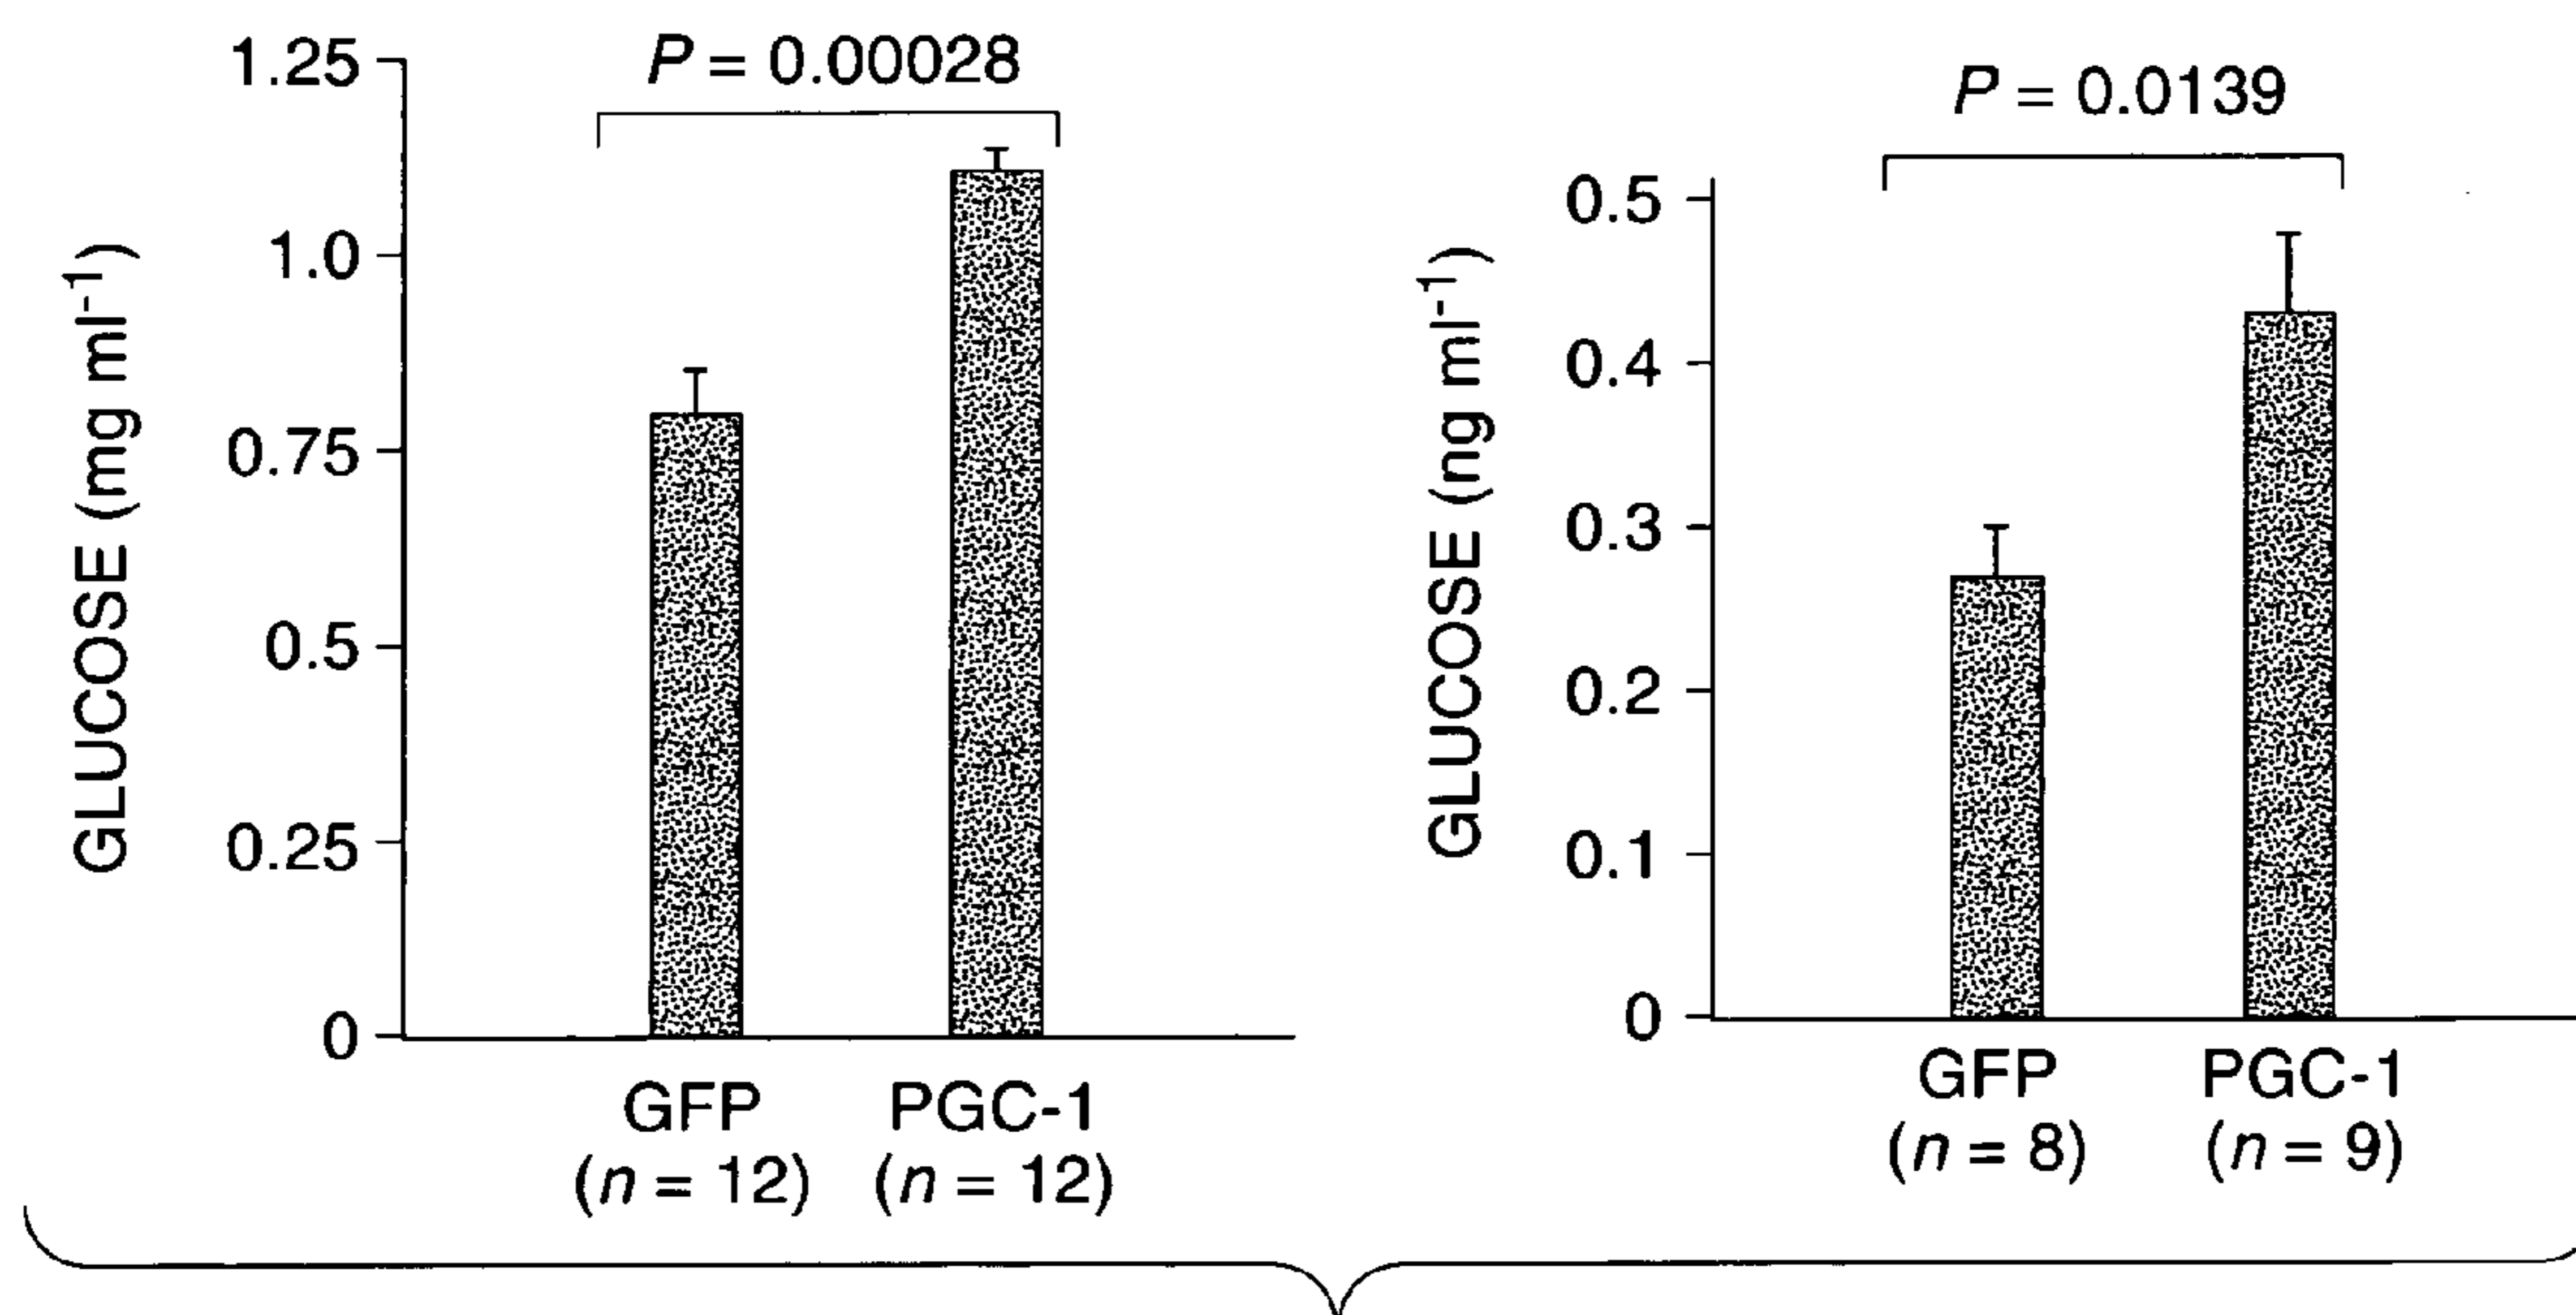 P = 0.00028
GLUCOSE (mg ml⁻¹)
1.25
1.0
0.75
0.5
0.25
0
GFP PGC-1
(n = 12) (n = 12)
P = 0.0139
GLUCOSE (ng ml⁻¹)
0.5
0.4
0.3
0.2
0.1
0
GFP PGC-1
(n = 8) (n = 9)